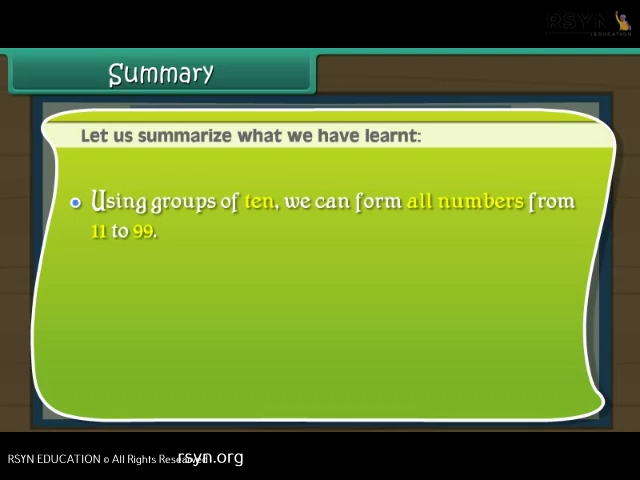 RSYN
EDUCATION
Summary
Let us summarize what we have learnt:
Using groups of ten, we can form all numbers from
11 to 99.
RSYN EDUCATION © All Rights Reserved
rsyn.org